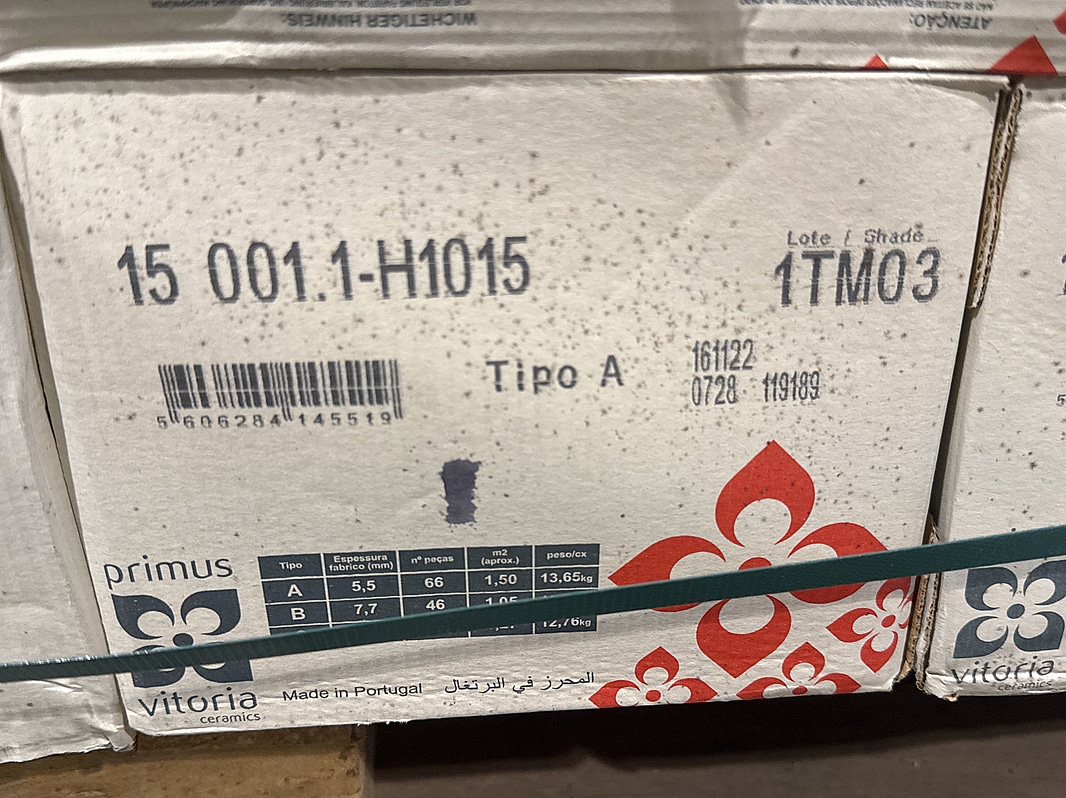 WICHETIGER HINWEIS:
ATENÇÃO:
15 001.1-H1015
Lote / Shade
1TM03
5 606284 145519
Tipo A
161122
0728 119189
primus
vitoria
ceramics
Tipo Espessura fabrico (mm) nº peças m2 (aprox.) peso/cx
A 5,5 66 1,50 13,65kg
B 7,7 46 1,05
12,76kg
Made in Portugal المحرز في البرتغال
vitoria
ceramics